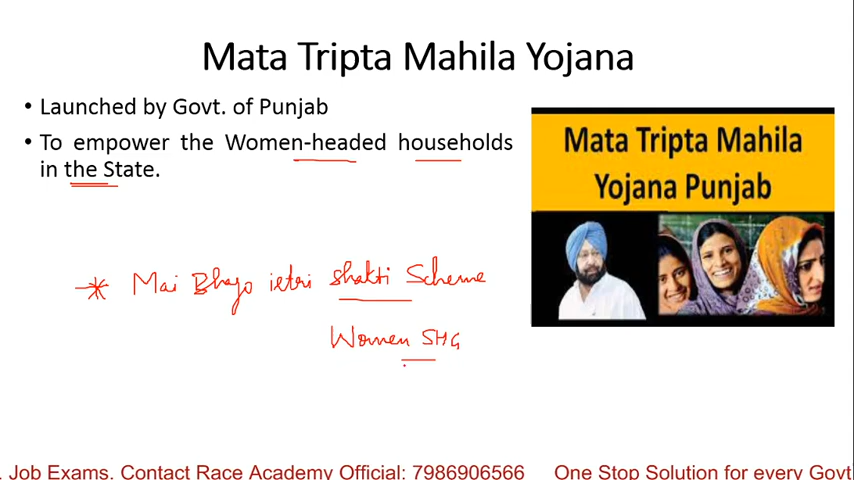 Mata Tripta Mahila Yojana
• Launched by Govt. of Punjab
• To empower the Women-headed households
in the State.
Mata Tripta Mahila
Yojana Punjab
Mai Bhago istri Shakti Scheme
Women SHG
. Job Exams. Contact Race Academy Official: 7986906566 One Stop Solution for every Govt